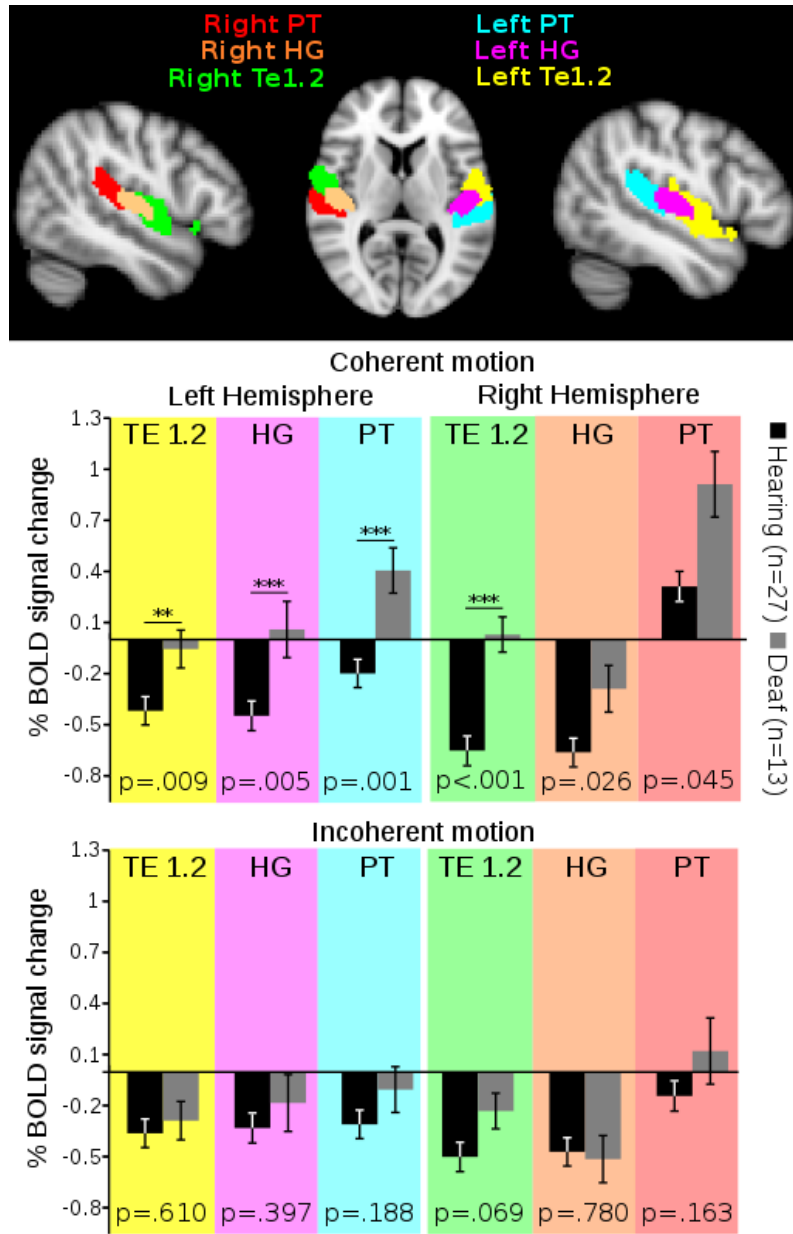 Right PT
Right HG
Right Te1.2
Left PT
Left HG
Left Te1.2
Coherent motion
Left Hemisphere
Right Hemisphere
TE 1.2 HG PT TE 1.2 HG PT
1.3
1
0.7
0.4
0.1
-0.2
-0.5
-0.8
% BOLD signal change
** *** *** ***
p=.009 p=.005 p=.001 p<.001 p=.026 p=.045
Hearing (n=27) Deaf (n=13)
Incoherent motion
TE 1.2 HG PT TE 1.2 HG PT
1.3
1
0.7
0.4
0.1
-0.2
-0.5
-0.8
% BOLD signal change
p=.610 p=.397 p=.188 p=.069 p=.780 p=.163